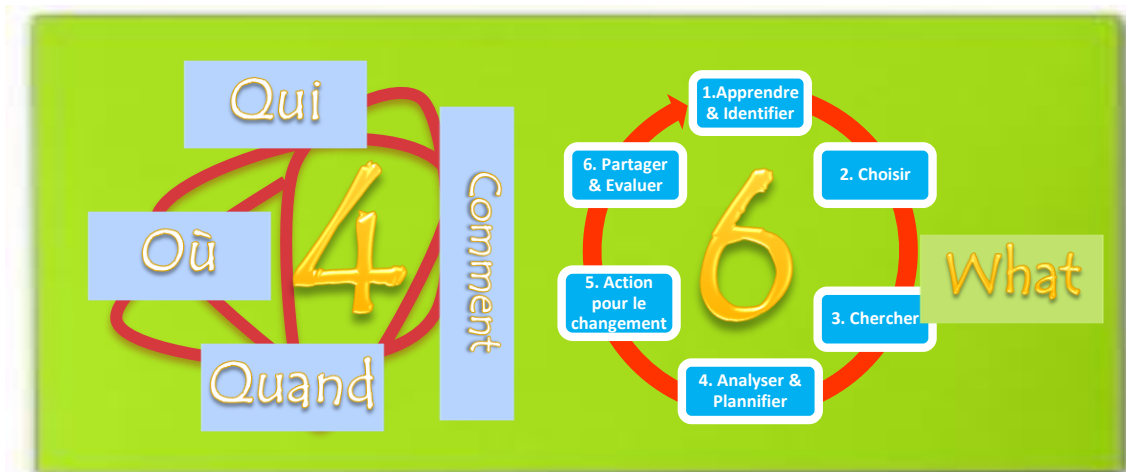 Qui
Où
4
Comment
Quand
1.Apprendre
& Identifier
2. Choisir
3. Chercher
4. Analyser &
Plannifier
5. Action
pour le
changement
6. Partager
& Evaluer
6
What